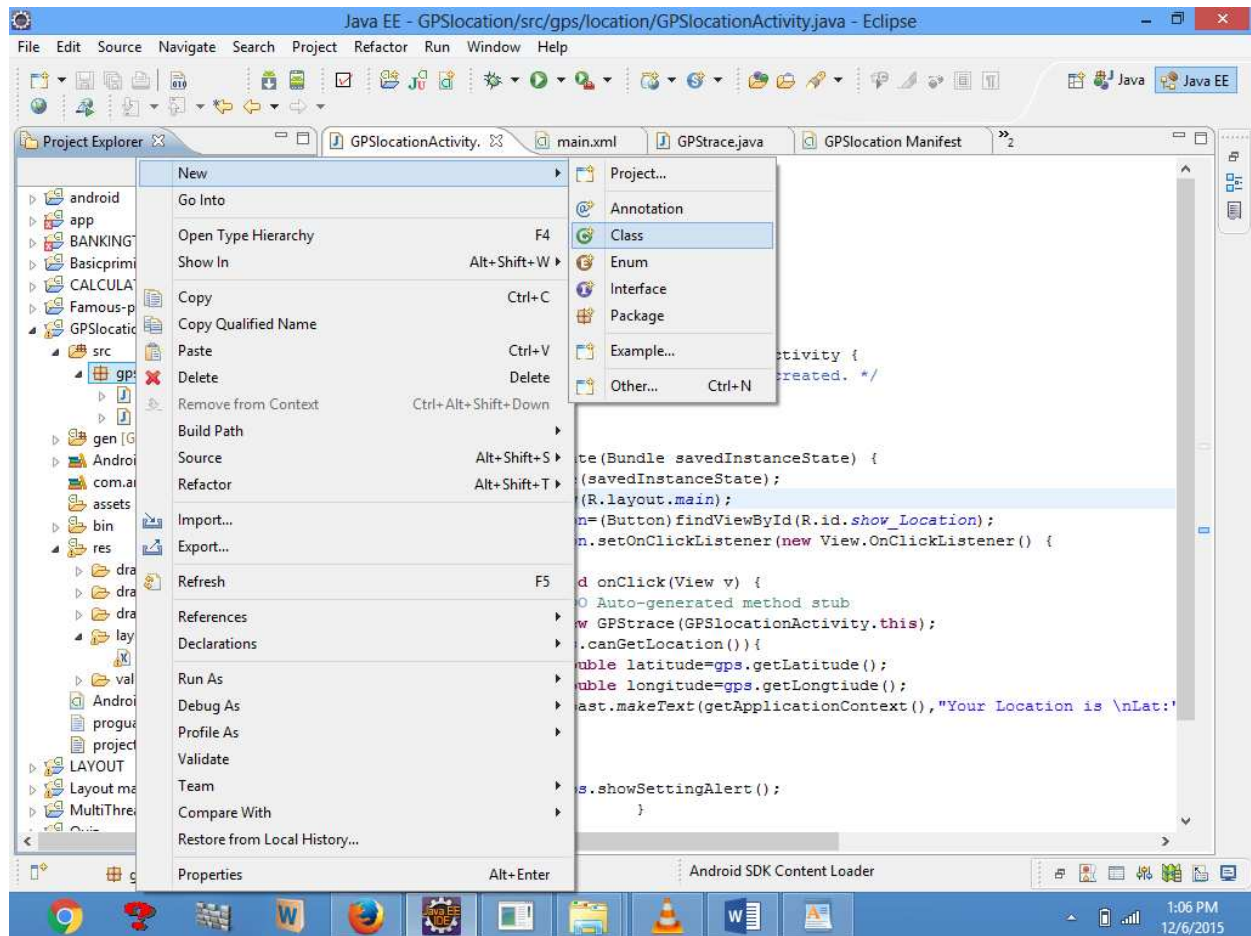 Java EE - GPSlocation/src/gps/location/GPSlocationActivity.java - Eclipse
File Edit Source Navigate Search Project Refactor Run Window Help
Java Java EE
Project Explorer GPSlocationActivity. main.xml GPStrace.java GPSlocation Manifest »2
android
app
BANKING
Basicprimi
CALCULA
Famous-p
GPSlocatio
src
gps
gen [G
Androi
com.a
assets
bin
res
dra
dra
dra
lay
val
Androi
progua
project
LAYOUT
Layout ma
MultiThrea
New
Go Into
Open Type Hierarchy F4
Show In Alt+Shift+W
Copy Ctrl+C
Copy Qualified Name
Paste Ctrl+V
Delete Delete
Remove from Context Ctrl+Alt+Shift+Down
Build Path
Source Alt+Shift+S
Refactor Alt+Shift+T
Import...
Export...
Refresh F5
References
Declarations
Run As
Debug As
Profile As
Validate
Team
Compare With
Restore from Local History...
Properties Alt+Enter
Project...
Annotation
Class
Enum
Interface
Package
Example...
Other... Ctrl+N
ctivity {
created. */
te(Bundle savedInstanceState) {
(savedInstanceState);
(R.layout.main);
n=(Button)findViewById(R.id.show_Location);
n.setOnClickListener(new View.OnClickListener() {
d onClick(View v) {
O Auto-generated method stub
w GPStrace(GPSlocationActivity.this);
.canGetLocation()){
uble latitude=gps.getLatitude();
uble longitude=gps.getLongtiude();
ast.makeText(getApplicationContext(),"Your Location is \nLat:"
s.showSettingAlert();
}
Android SDK Content Loader
1:06 PM
12/6/2015